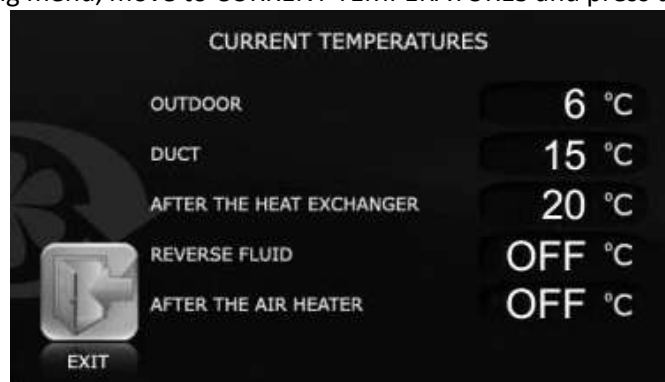 CURRENT TEMPERATURES
OUTDOOR 6 °C
DUCT 15 °C
AFTER THE HEAT EXCHANGER 20 °C
REVERSE FLUID OFF °C
AFTER THE AIR HEATER OFF °C
EXIT